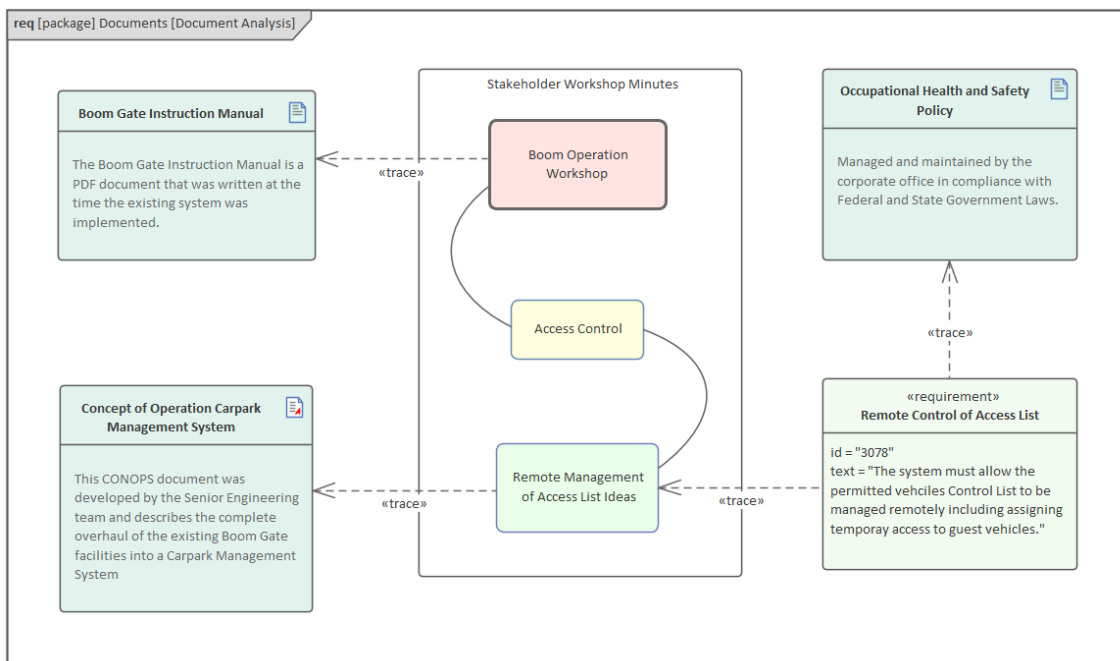 req [package] Documents [Document Analysis]
Boom Gate Instruction Manual
The Boom Gate Instruction Manual is a
PDF document that was written at the
time the existing system was
implemented.
«trace»
Stakeholder Workshop Minutes
Boom Operation
Workshop
Access Control
Remote Management
of Access List Ideas
Occupational Health and Safety
Policy
Managed and maintained by the
corporate office in compliance with
Federal and State Government Laws.
«trace»
Concept of Operation Carpark
Management System
This CONOPS document was
developed by the Senior Engineering
team and describes the complete
overhaul of the existing Boom Gate
facilities into a Carpark Management
System
«trace»
«trace»
«requirement»
Remote Control of Access List
id = "3078"
text = "The system must allow the
permitted vehciles Control List to be
managed remotely including assigning
temporay access to guest vehicles."